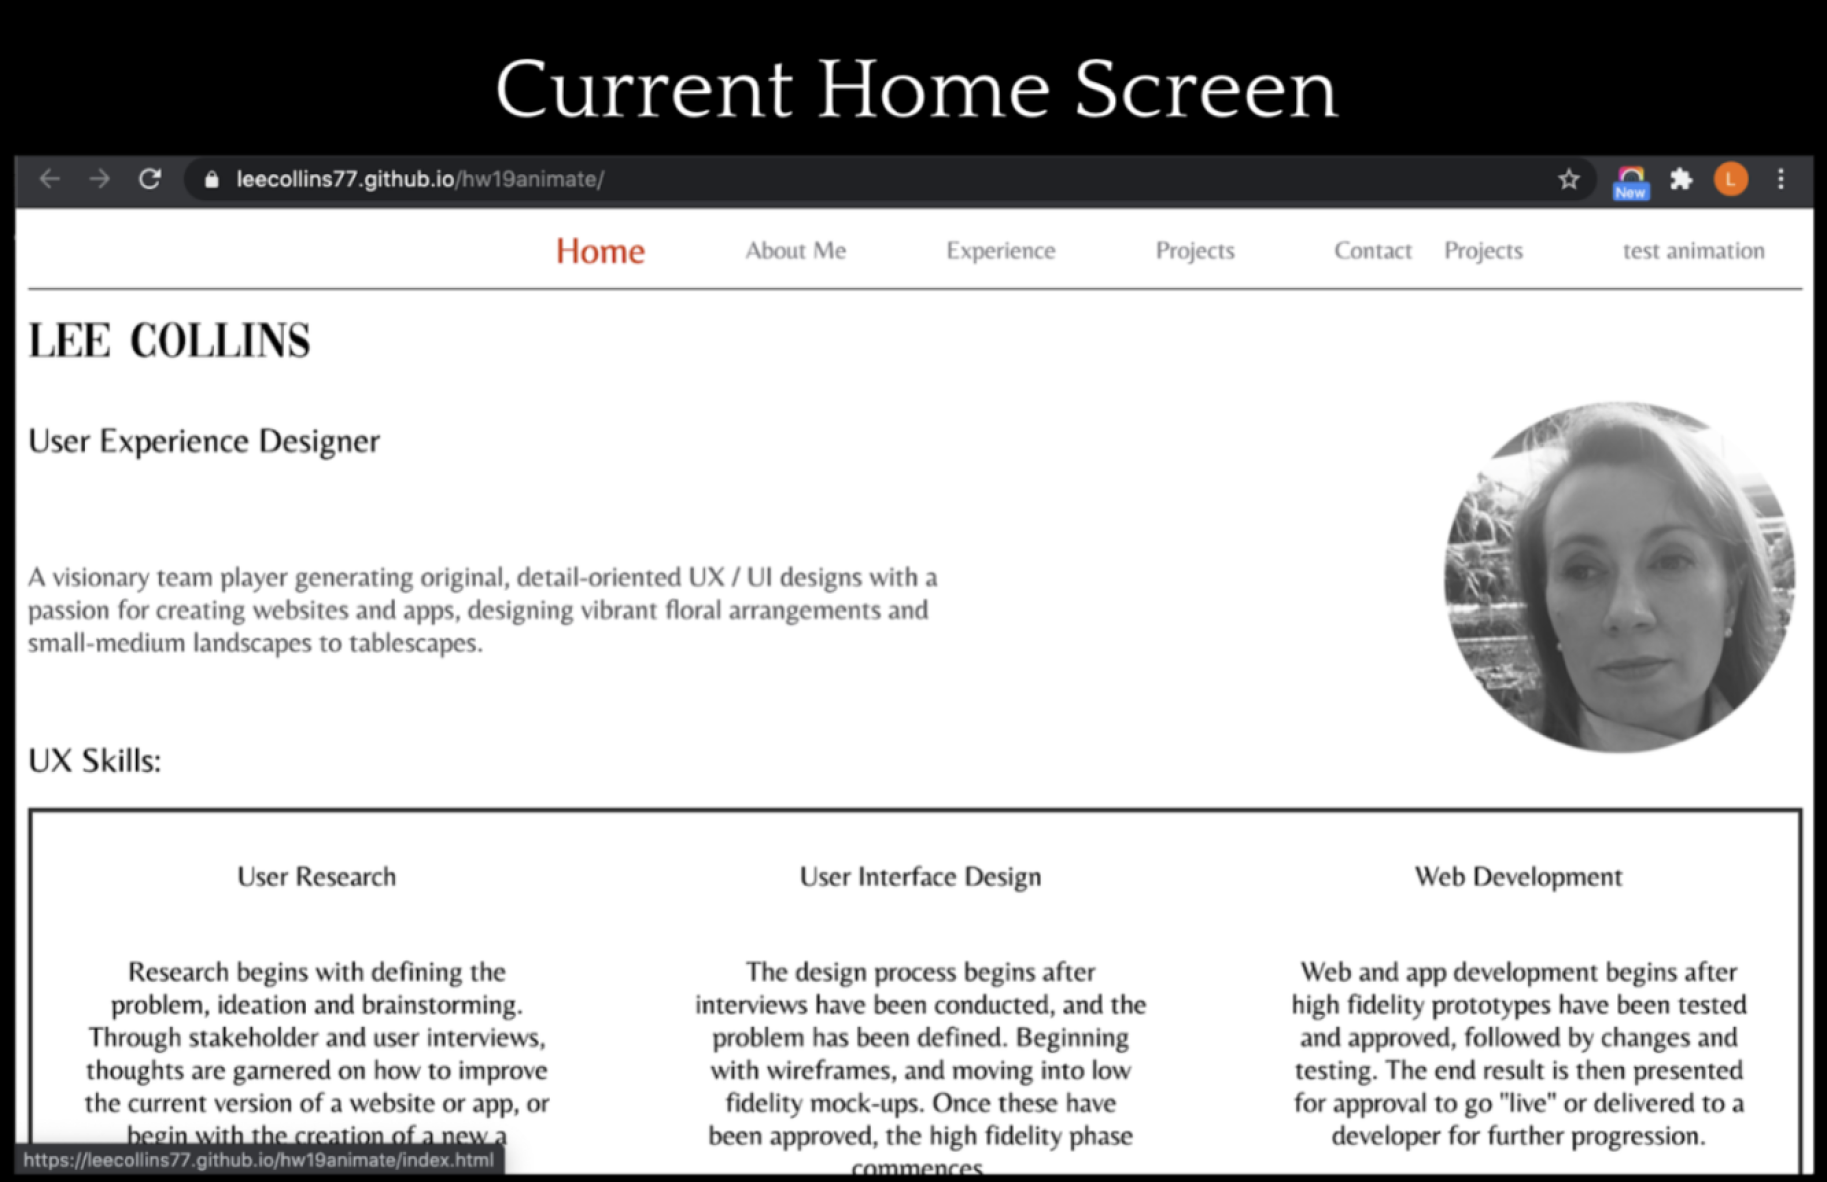 Current Home Screen
leecollins77.github.io/hw19animate/
New
L
Home About Me Experience Projects Contact Projects test animation
LEE COLLINS
User Experience Designer
A visionary team player generating original, detail-oriented UX / UI designs with a
passion for creating websites and apps, designing vibrant floral arrangements and
small-medium landscapes to tablescapes.
UX Skills:
User Research
Research begins with defining the
problem, ideation and brainstorming.
Through stakeholder and user interviews,
thoughts are garnered on how to improve
the current version of a website or app, or
begin with the creation of a new a
User Interface Design
The design process begins after
interviews have been conducted, and the
problem has been defined. Beginning
with wireframes, and moving into low
fidelity mock-ups. Once these have
been approved, the high fidelity phase
commences
Web Development
Web and app development begins after
high fidelity prototypes have been tested
and approved, followed by changes and
testing. The end result is then presented
for approval to go "live" or delivered to a
developer for further progression.
https://leecollins77.github.io/hw19animate/index.html